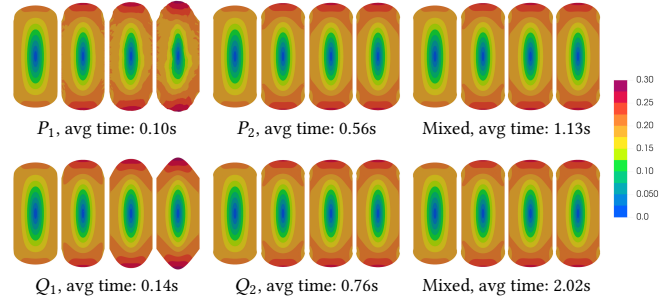 P₁, avg time: 0.10s
P₂, avg time: 0.56s
Mixed, avg time: 1.13s
0.30
0.25
0.20
0.15
0.10
0.050
0.0
Q₁, avg time: 0.14s
Q₂, avg time: 0.76s
Mixed, avg time: 2.02s